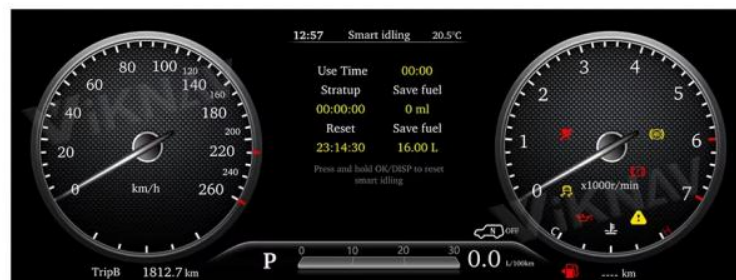 12:57 Smart idling 20.5°C
Use Time 00:00
Stratup Save fuel
00:00:00 0 ml
Reset Save fuel
23:14:30 16.00 L
Press and hold OK/DISP to reset
smart idling
0
20
40
60
80
100
120
140
160
180
200
220
240
260
km/h
ViKNAV
0
1
2
3
4
5
6
7
x1000r/min
ViKNAV
C
H
TripB 1812.7 km
P
0 10 20 30
0.0 L/100km
N OFF
---- km